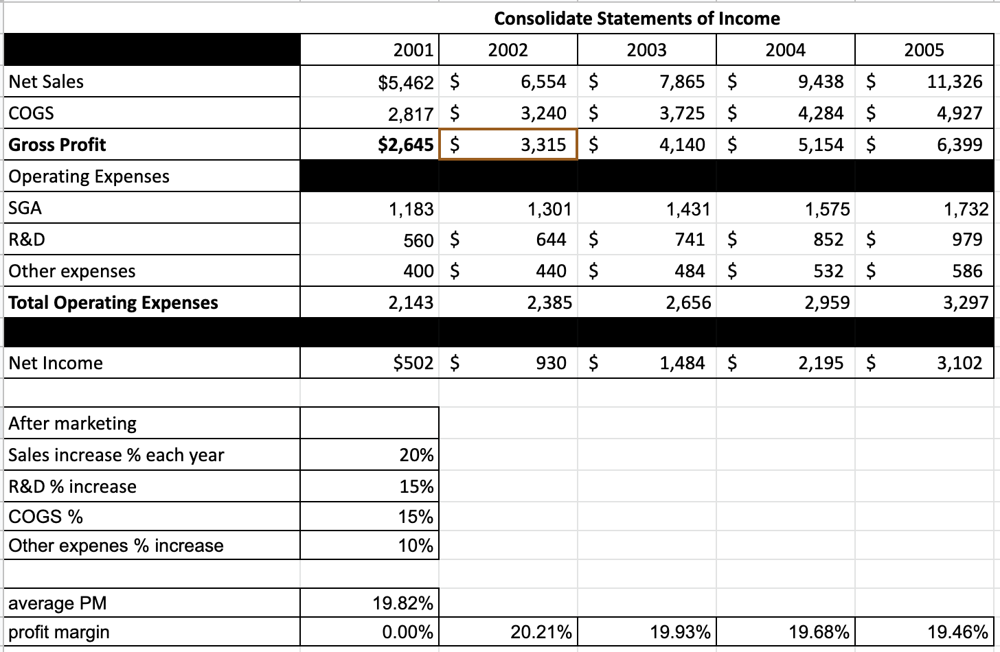 Consolidate Statements of Income
2001 2002 2003 2004 2005
Net Sales $5,462 $ 6,554 $ 7,865 $ 9,438 $ 11,326
COGS 2,817 $ 3,240 $ 3,725 $ 4,284 $ 4,927
Gross Profit $2,645 $ 3,315 $ 4,140 $ 5,154 $ 6,399
Operating Expenses
SGA 1,183 1,301 1,431 1,575 1,732
R&D 560 $ 644 $ 741 $ 852 $ 979
Other expenses 400 $ 440 $ 484 $ 532 $ 586
Total Operating Expenses 2,143 2,385 2,656 2,959 3,297
Net Income $502 $ 930 $ 1,484 $ 2,195 $ 3,102
After marketing
Sales increase % each year 20%
R&D % increase 15%
COGS % 15%
Other expenes % increase 10%
average PM 19.82%
profit margin 0.00% 20.21% 19.93% 19.68% 19.46%